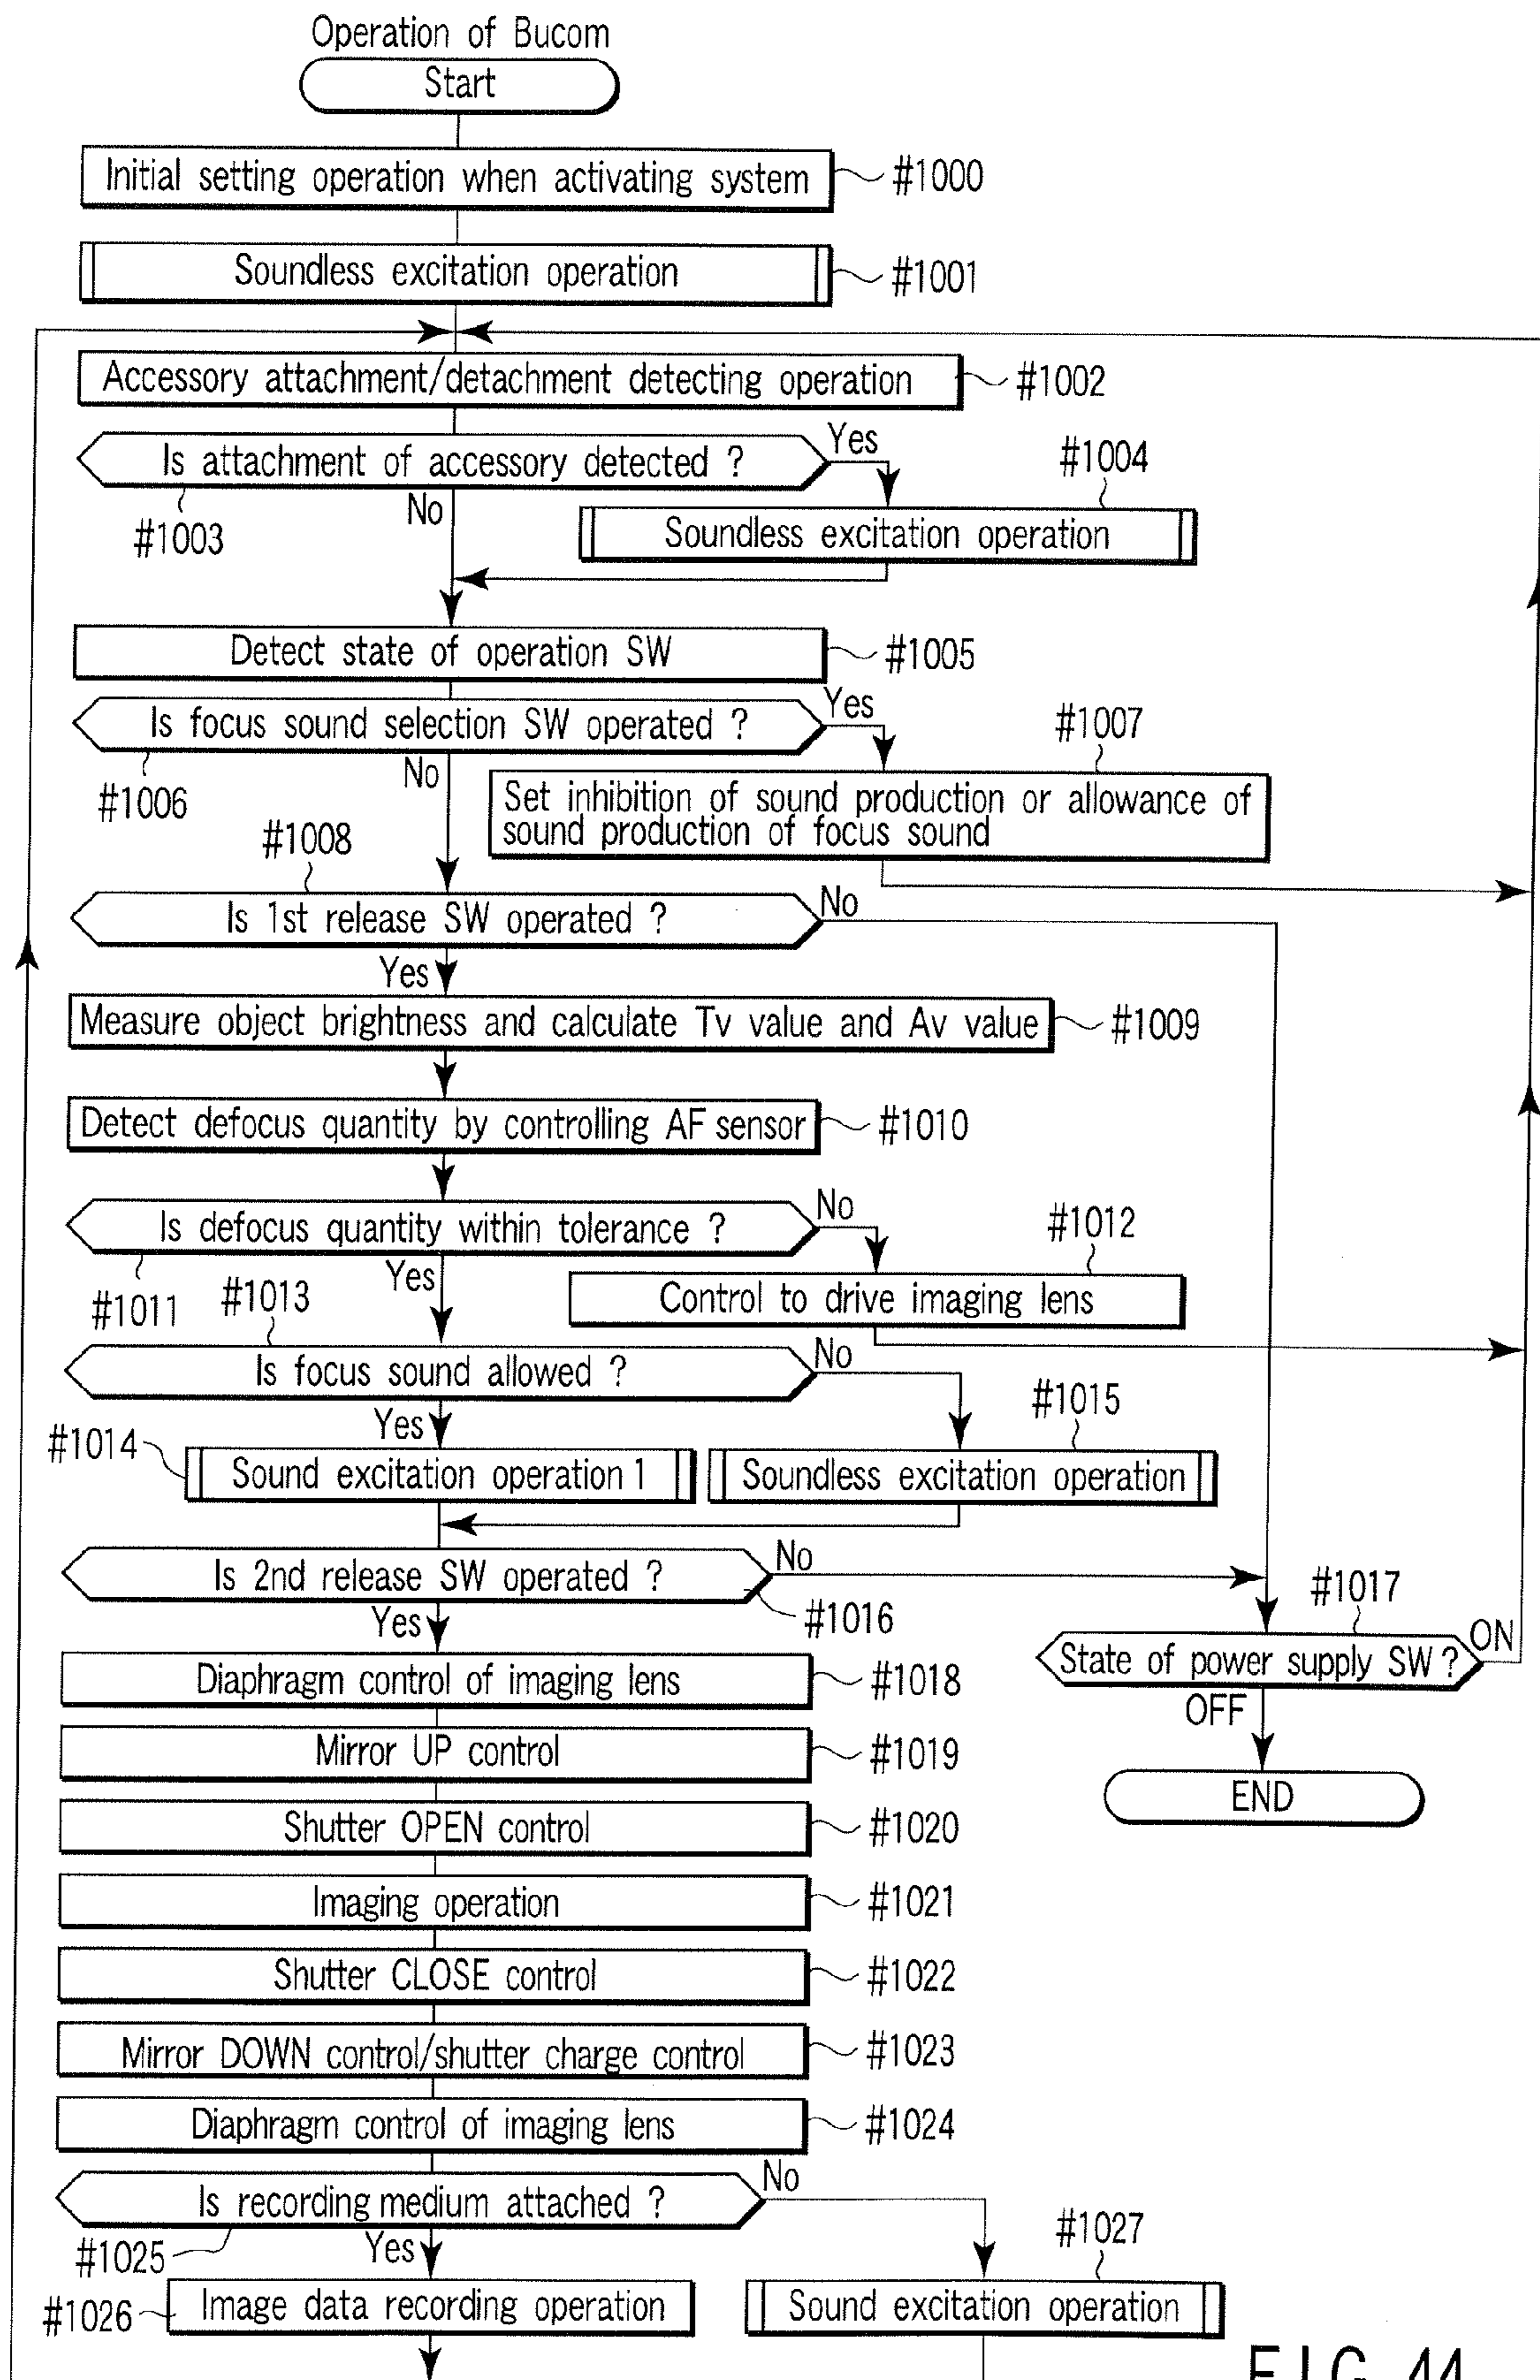 Operation of Bucom
Start
Initial setting operation when activating system
#1000
Soundless excitation operation
#1001
Accessory attachment/detachment detecting operation
#1002
Is attachment of accessory detected ?
Yes
#1004
#1003
No
Soundless excitation operation
Detect state of operation SW
#1005
Is focus sound selection SW operated ?
Yes
#1007
#1006
No
Set inhibition of sound production or allowance of
sound production of focus sound
#1008
Is 1st release SW operated ?
No
Yes
Measure object brightness and calculate Tv value and Av value
#1009
Detect defocus quantity by controlling AF sensor
#1010
Is defocus quantity within tolerance ?
No
#1012
#1011
#1013
Yes
Control to drive imaging lens
Is focus sound allowed ?
No
#1015
#1014
Yes
Sound excitation operation 1
Soundless excitation operation
Is 2nd release SW operated ?
No
#1017
Yes
#1016
State of power supply SW ?
ON
OFF
END
Diaphragm control of imaging lens
#1018
Mirror UP control
#1019
Shutter OPEN control
#1020
Imaging operation
#1021
Shutter CLOSE control
#1022
Mirror DOWN control/shutter charge control
#1023
Diaphragm control of imaging lens
#1024
Is recording medium attached ?
No
#1027
#1025
Yes
#1026
Image data recording operation
Sound excitation operation
FIG. 44